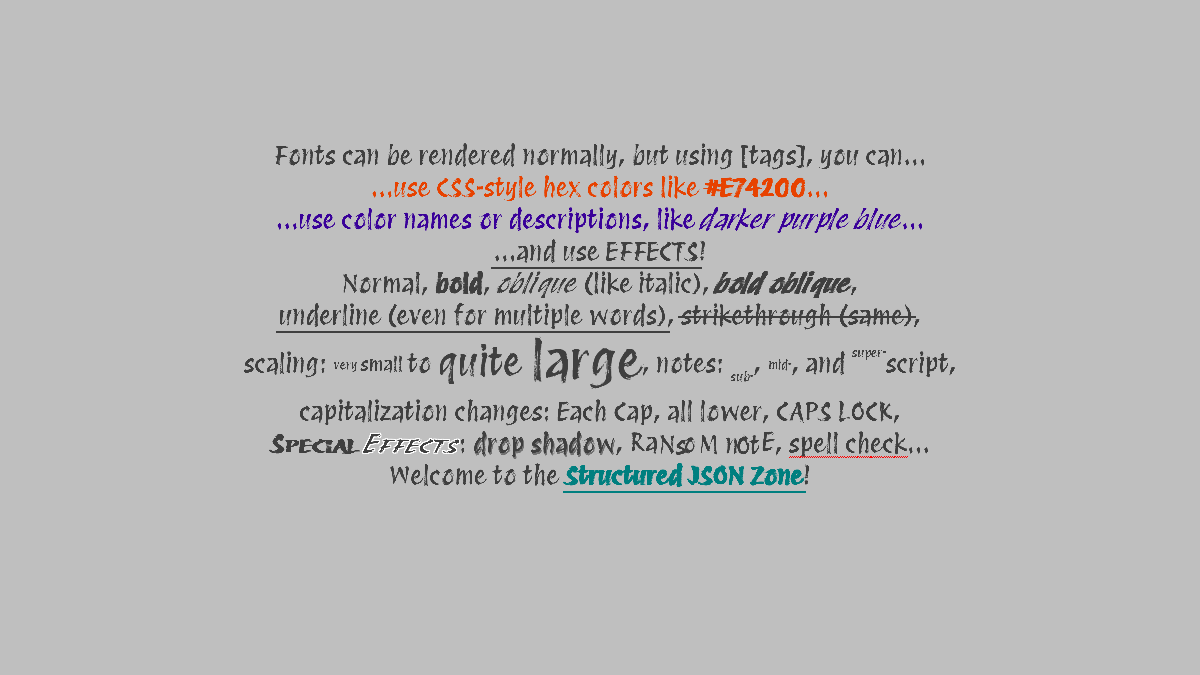 Fonts can be rendered normally, but using [tags], you can...
...use CSS-style hex colors like #E74200...
...use color names or descriptions, like darker purple blue...
...and use EFFECTS!
Normal, bold, oblique (like italic), bold oblique,
underline (even for multiple words), strikethrough (same),
scaling: very small to quite large, notes: sub-, mid-, and super-script,
capitalization changes: Each Cap, all lower, CAPS LOCK,
Special Effects: drop shadow, RaNsoM notE, spell check...
Welcome to the Structured JSON Zone!